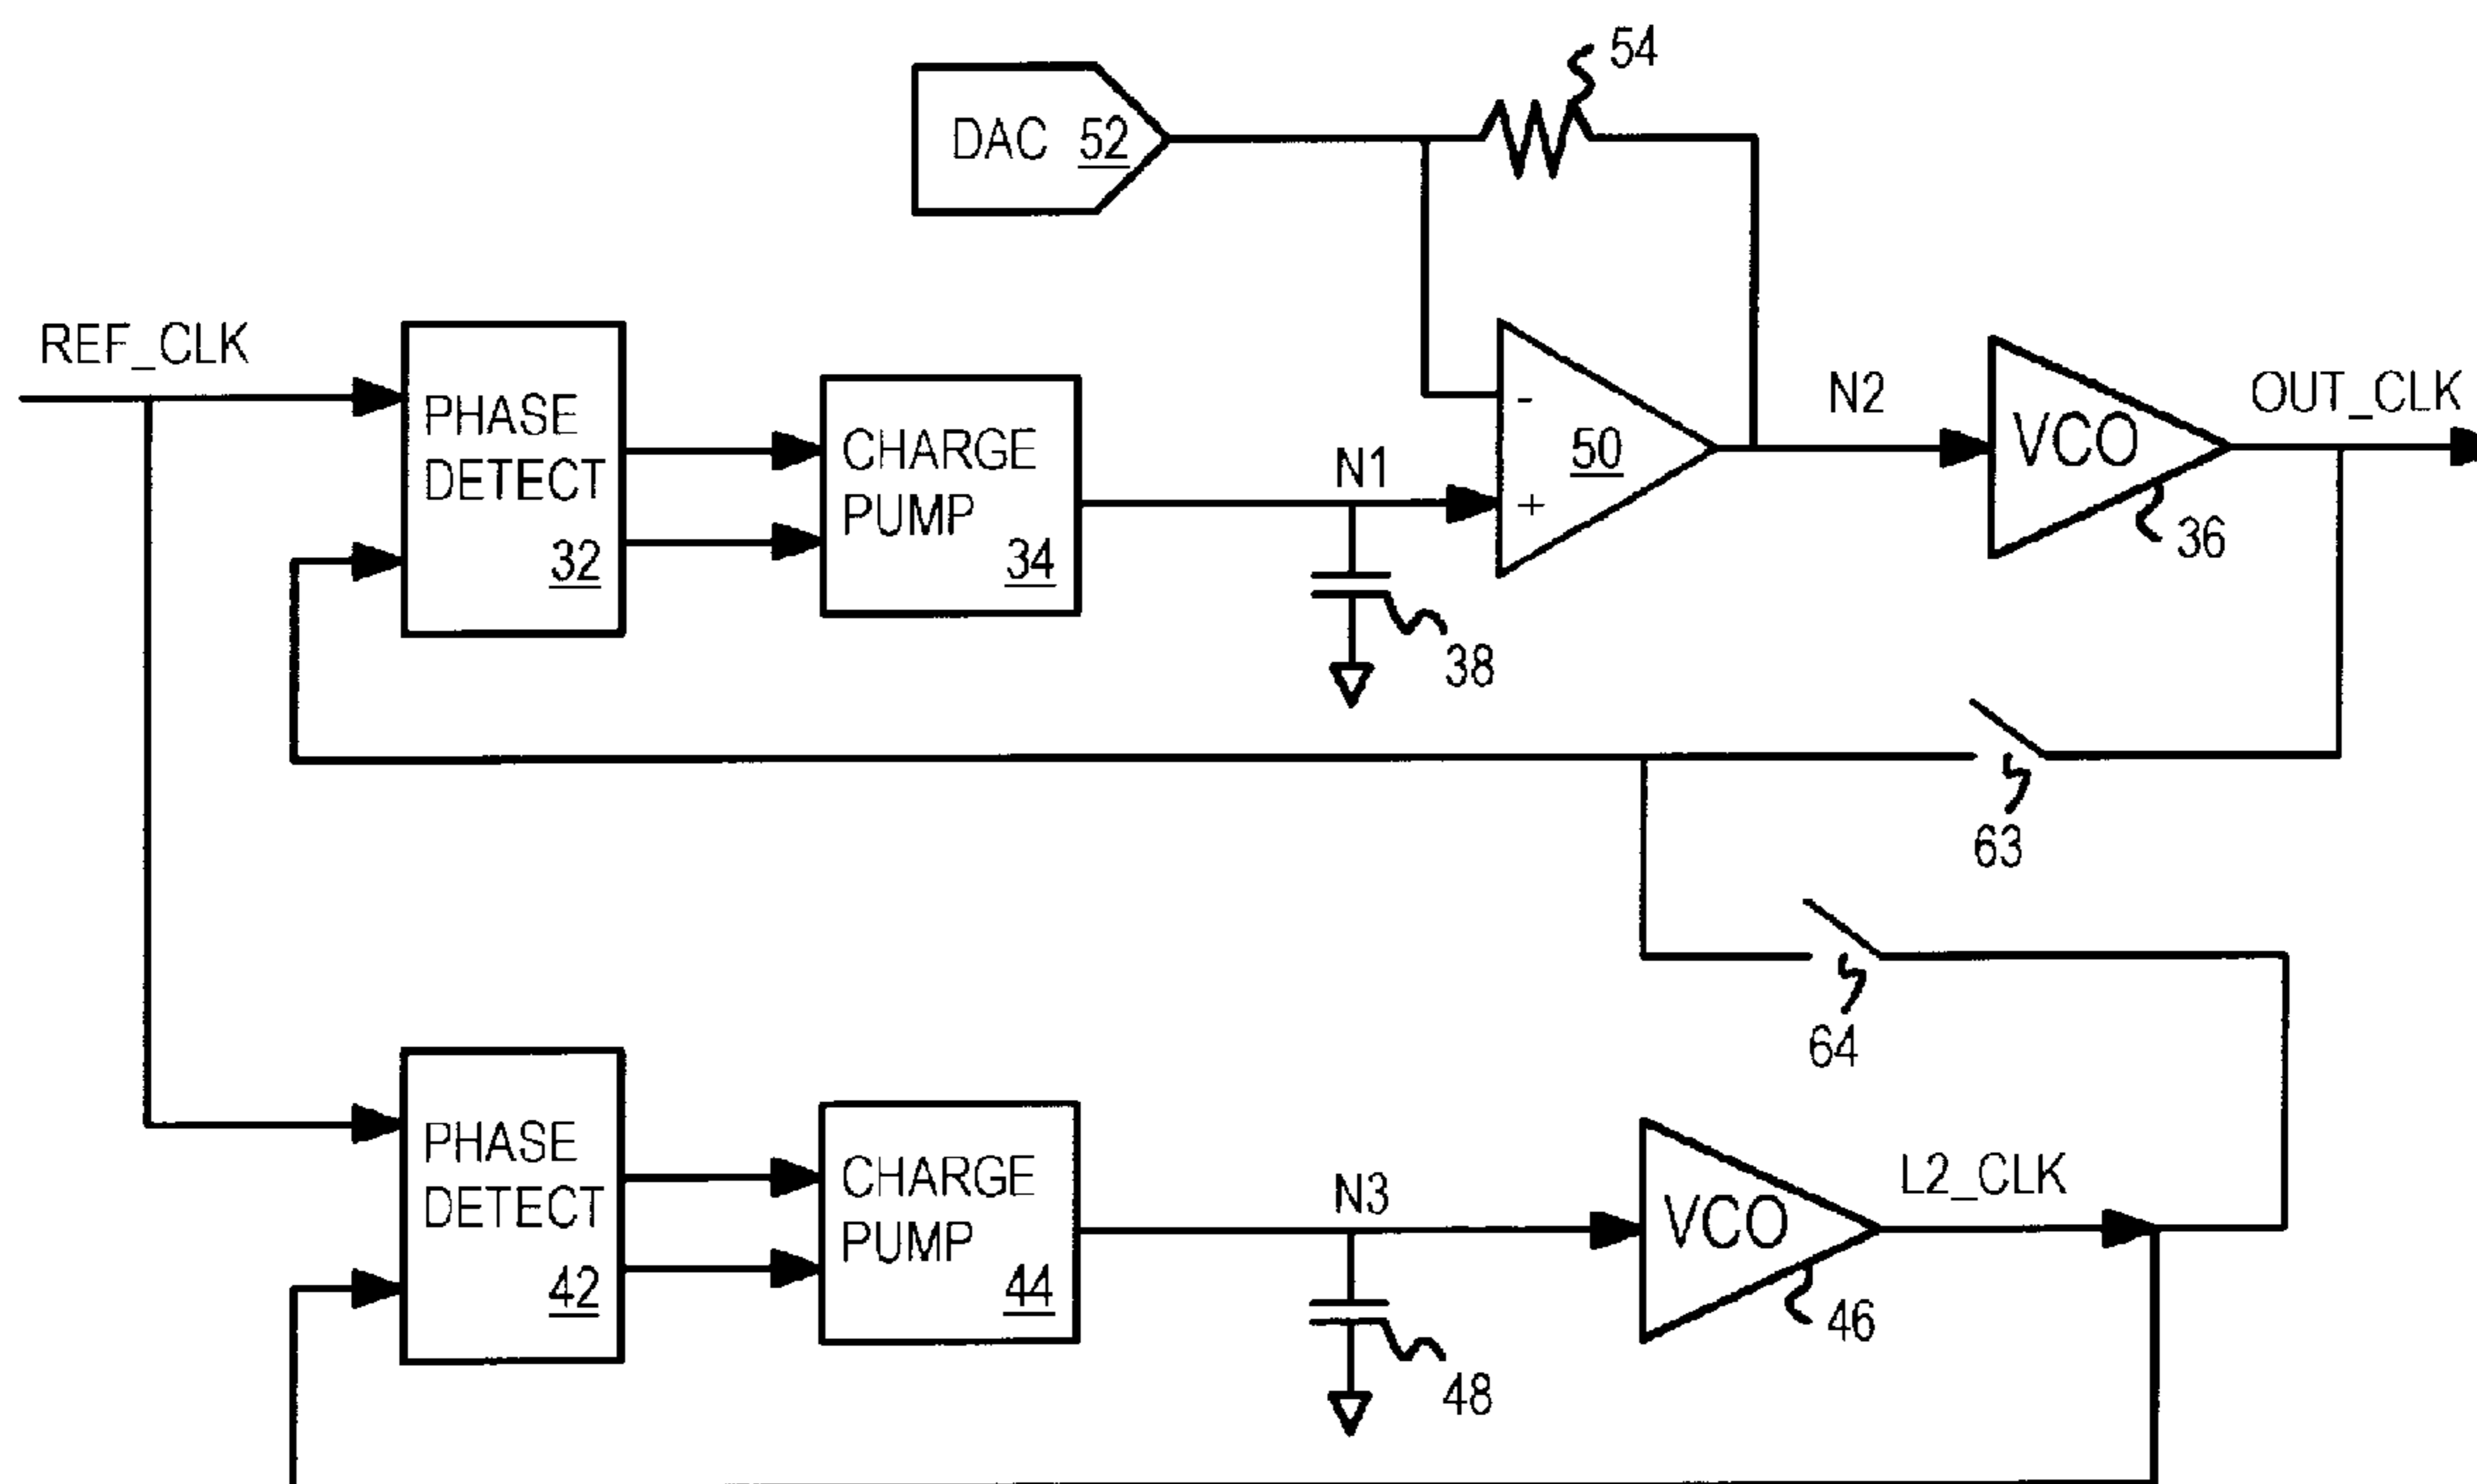 54
DAC 52
REF_CLK
PHASE
DETECT
32
CHARGE
PUMP
34
N1
-
+
50
N2
VCO
36
OUT_CLK
38
63
64
PHASE
DETECT
42
CHARGE
PUMP
44
N3
VCO
46
L2_CLK
48